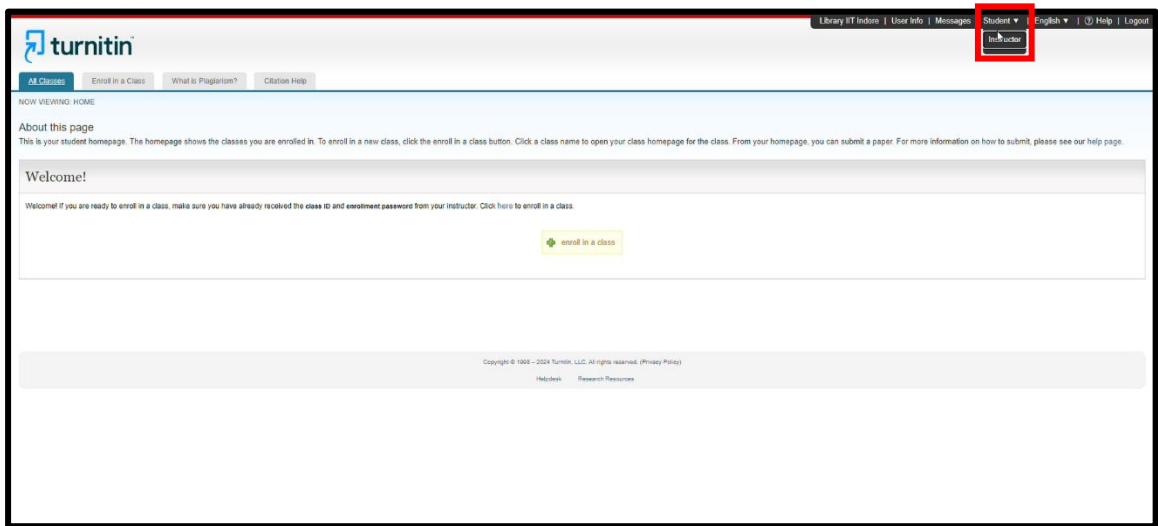 Library IIT Indore | User Info | Messages | Student ▼ | English ▼ | ? Help | Logout
Instructor
turnitin
All Classes Enroll in a Class What is Plagiarism? Citation Help
NOW VIEWING: HOME
About this page
This is your student homepage. The homepage shows the classes you are enrolled in. To enroll in a new class, click the enroll in a class button. Click a class name to open your class homepage for the class. From your homepage, you can submit a paper. For more information on how to submit, please see our help page.
Welcome!
Welcome! If you are ready to enroll in a class, make sure you have already received the class ID and enrollment password from your instructor. Click here to enroll in a class.
enroll in a class
Copyright © 1998 – 2024 Turnitin, LLC. All rights reserved. (Privacy Policy)
Helpdesk Research Resources